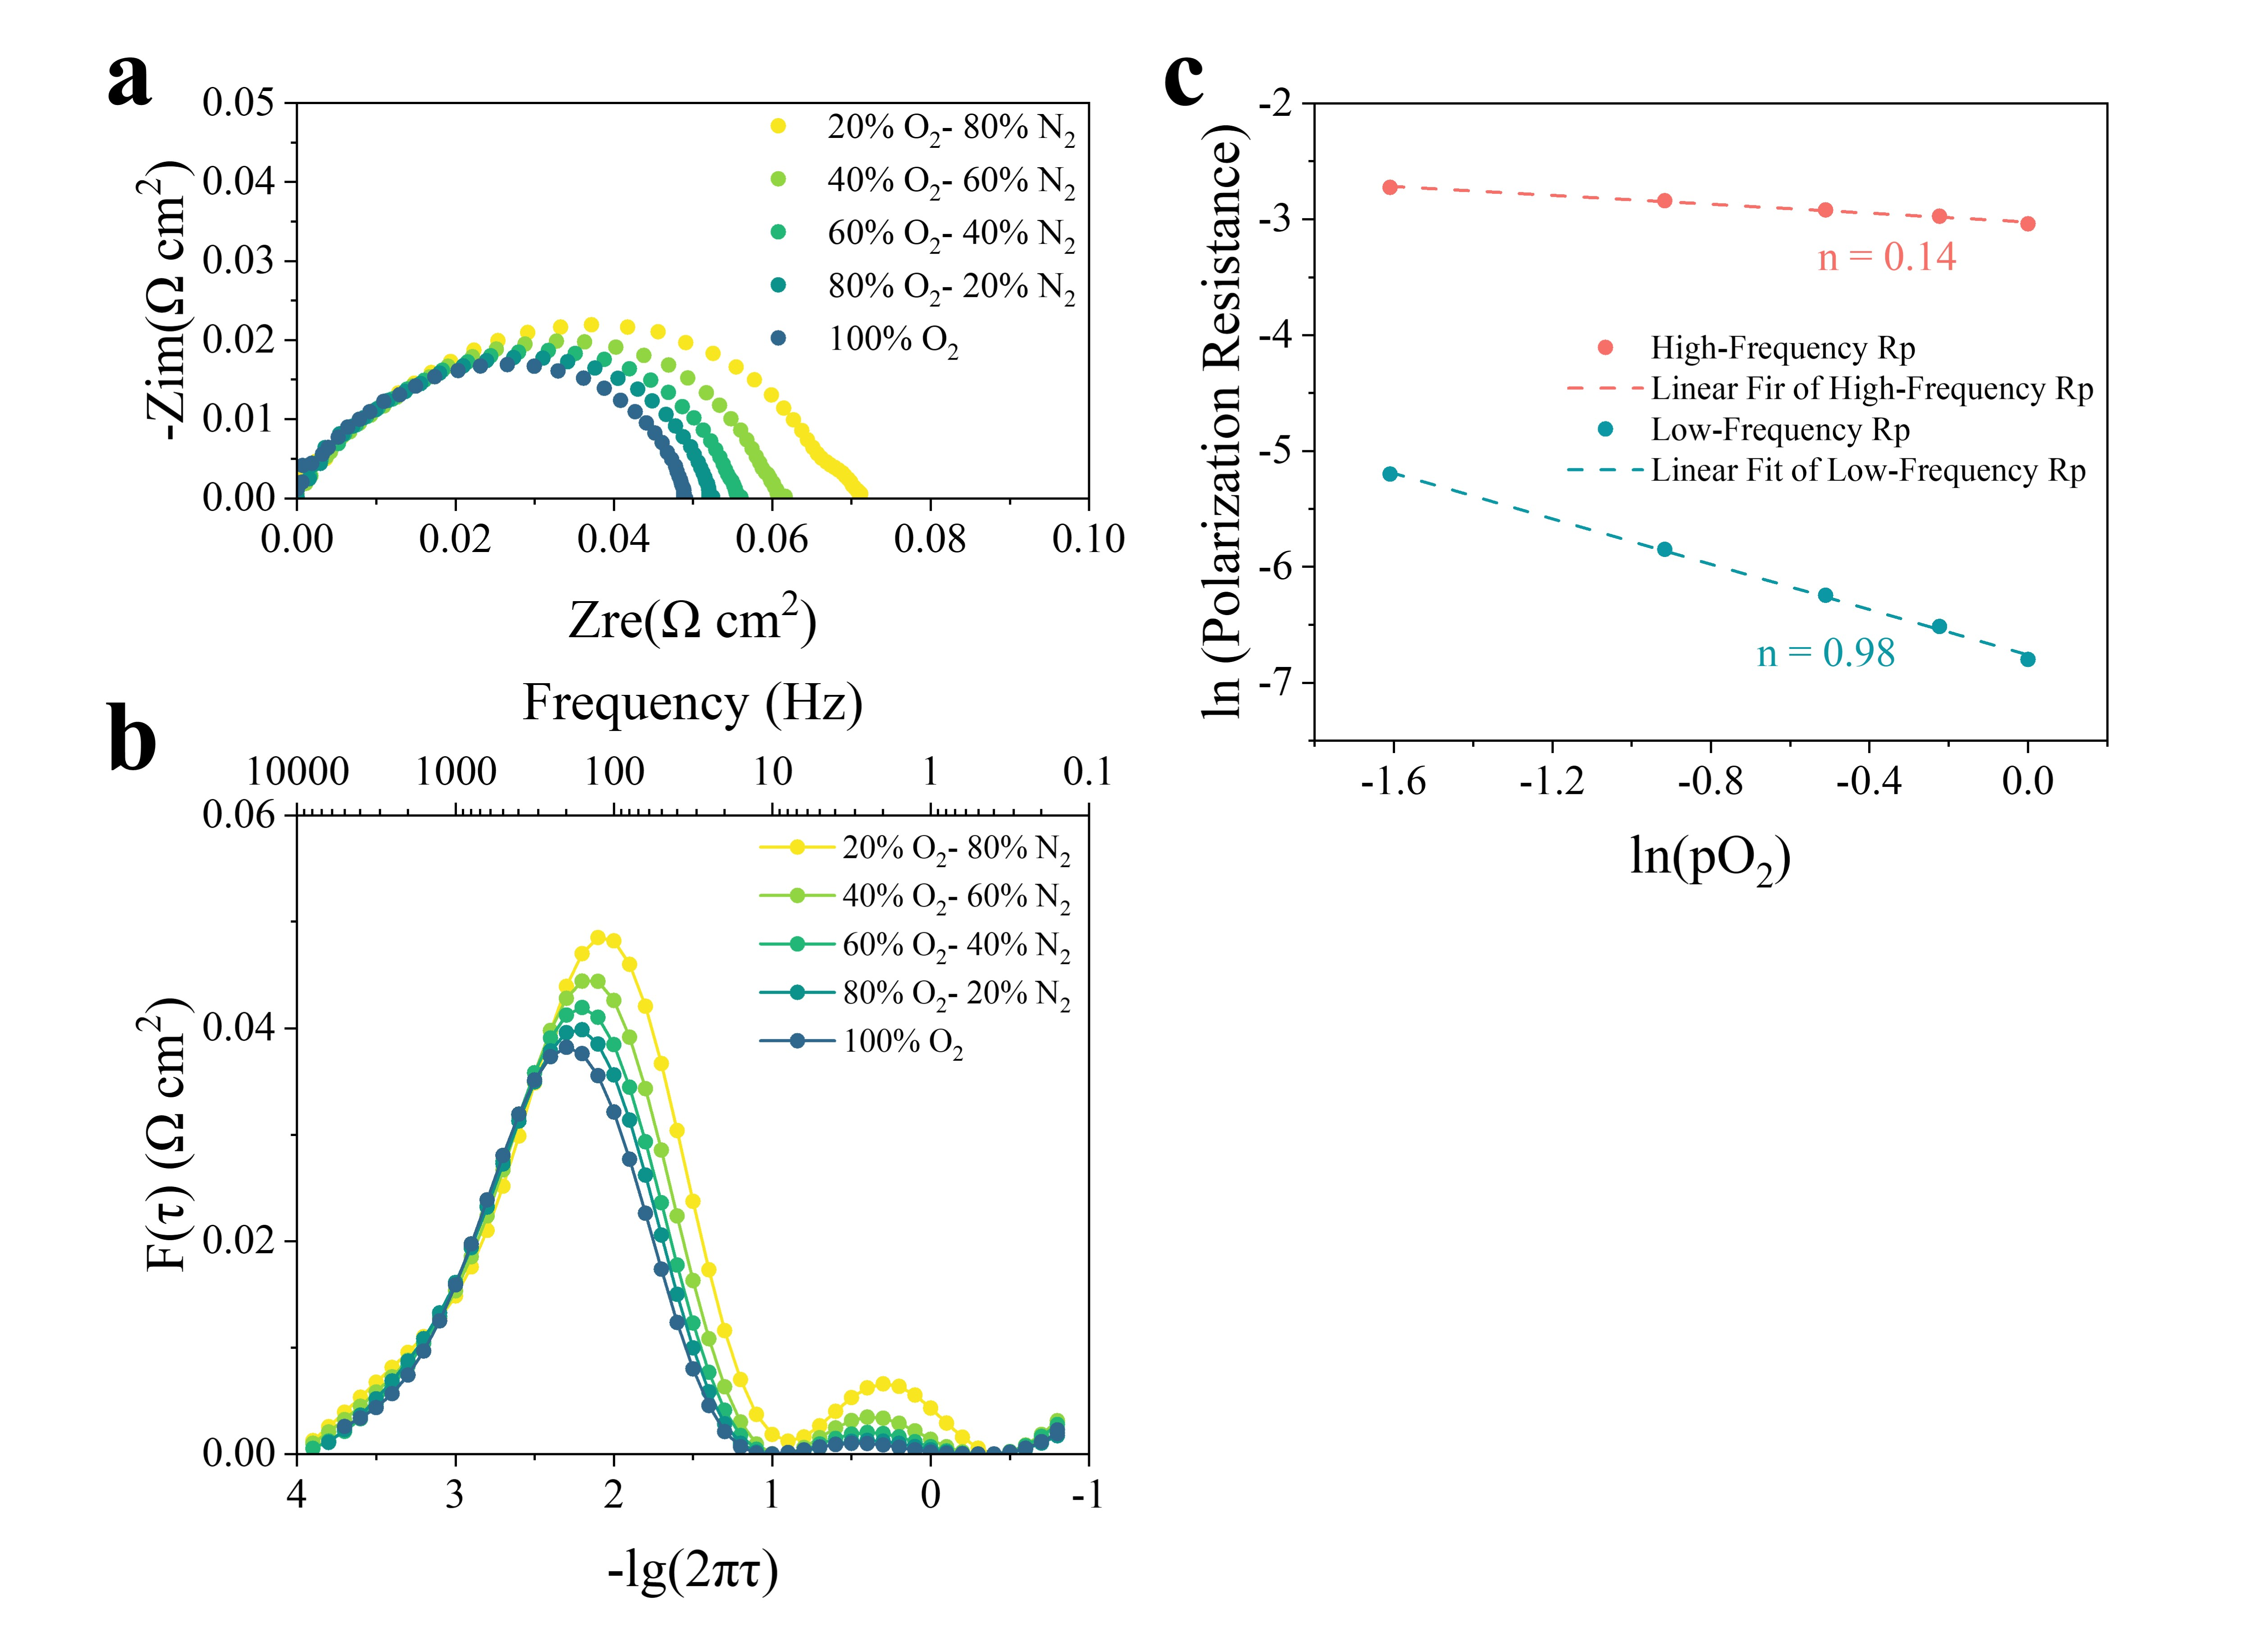 a
0.05
0.04
0.03
0.02
0.01
0.00
-Zim(Ω cm²)
20% O₂- 80% N₂
40% O₂- 60% N₂
60% O₂- 40% N₂
80% O₂- 20% N₂
100% O₂
0.00 0.02 0.04 0.06 0.08 0.10
Zre(Ω cm²)
b
Frequency (Hz)
10000 1000 100 10 1 0.1
0.06
0.04
0.02
0.00
F(τ) (Ω cm²)
20% O₂- 80% N₂
40% O₂- 60% N₂
60% O₂- 40% N₂
80% O₂- 20% N₂
100% O₂
4 3 2 1 0 -1
-lg(2πτ)
c
-2
-3
-4
-5
-6
-7
ln (Polarization Resistance)
n = 0.14
High-Frequency Rp
Linear Fir of High-Frequency Rp
Low-Frequency Rp
Linear Fit of Low-Frequency Rp
n = 0.98
-1.6 -1.2 -0.8 -0.4 0.0
ln(pO₂)